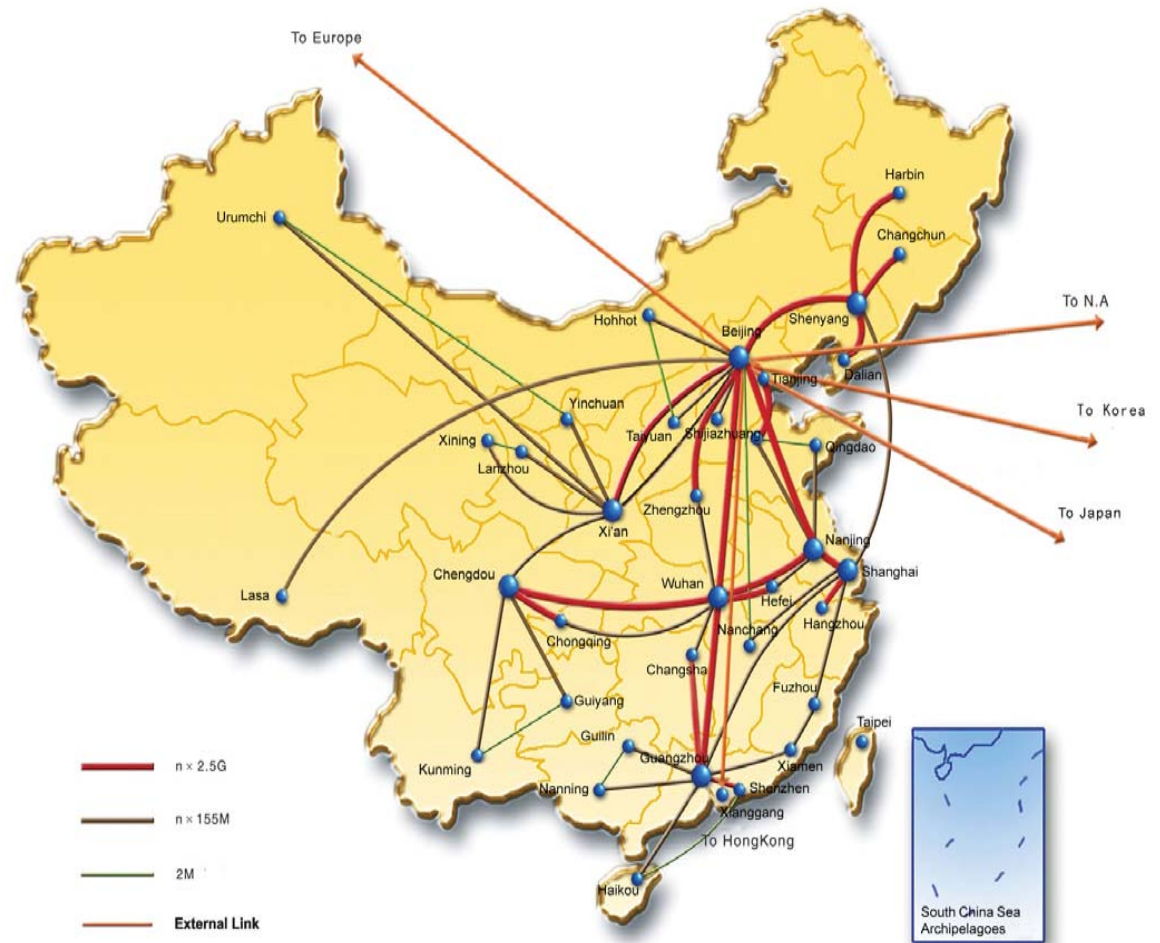 To Europe
Harbin
Urumchi
Changchun
To N.A
Hohhot
Shenyang
Beijing
Tianjing
Dalian
To Korea
Yinchuan
Xining
Taiyuan
Shijiazhuang
Qingdao
Lanzhou
Zhengzhou
To Japan
Xi'an
Nanjing
Chengdou
Wuhan
Shanghai
Lasa
Hefei
Hangzhou
Chongqing
Nanchang
Changsha
Fuzhou
Guiyang
Taipei
Guilin
Guangzhou
Kunming
Xiamen
Nanning
Shenzhen
Xianggang
To HongKong
Haikou
n × 2.5G
n × 155M
2M
External Link
South China Sea
Archipelagoes